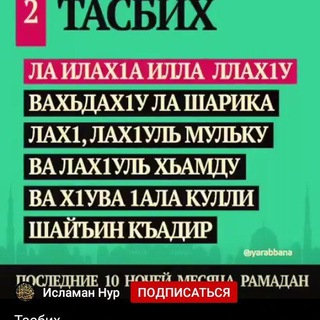 2 ТАСБИХ
ЛА ИЛАХ1А ИЛЛА ЛЛАХ1У
ВАХЬДАХ1У ЛА ШАРИКА
ЛАХ1, ЛАХ1УЛЬ МУЛЬКУ
ВА ЛАХ1УЛЬ ХЬАМДУ
ВА Х1УВА 1АЛА КУЛЛИ
ШАЙЪИН КЪАДИР
@yarabbana
ПОСЛЕДНИЕ 10 НОЧЕЙ МЕСЯЦА РАМАДАН
Исламан Нур ПОДПИСАТЬСЯ
Тасбих